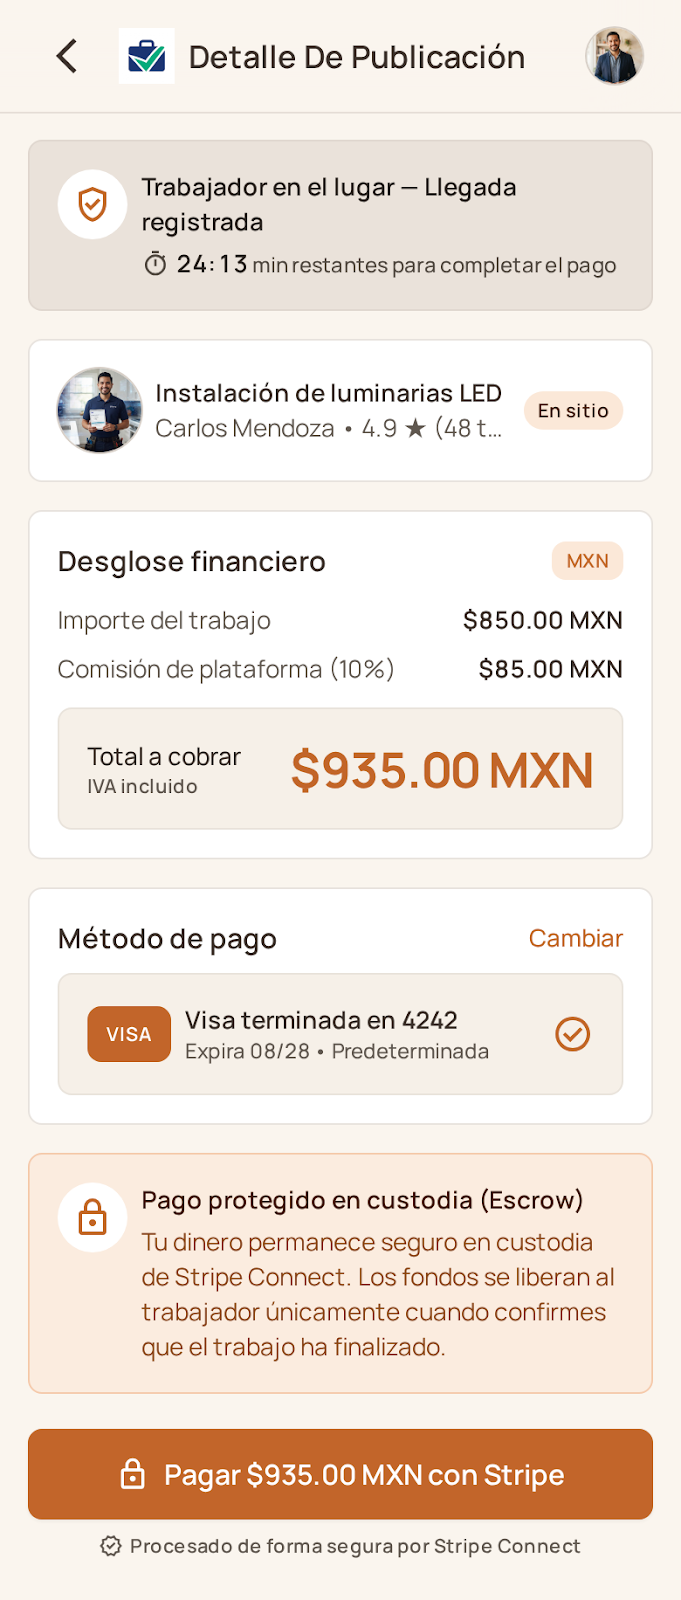 Detalle De Publicación
Trabajador en el lugar — Llegada
registrada
24:13 min restantes para completar el pago
Instalación de luminarias LED
Carlos Mendoza • 4.9 ★ (48 t...
En sitio
Desglose financiero
MXN
Importe del trabajo
$850.00 MXN
Comisión de plataforma (10%)
$85.00 MXN
Total a cobrar
IVA incluido
$935.00 MXN
Método de pago
Cambiar
VISA
Visa terminada en 4242
Expira 08/28 • Predeterminada
Pago protegido en custodia (Escrow)
Tu dinero permanece seguro en custodia
de Stripe Connect. Los fondos se liberan al
trabajador únicamente cuando confirmes
que el trabajo ha finalizado.
Pagar $935.00 MXN con Stripe
Procesado de forma segura por Stripe Connect